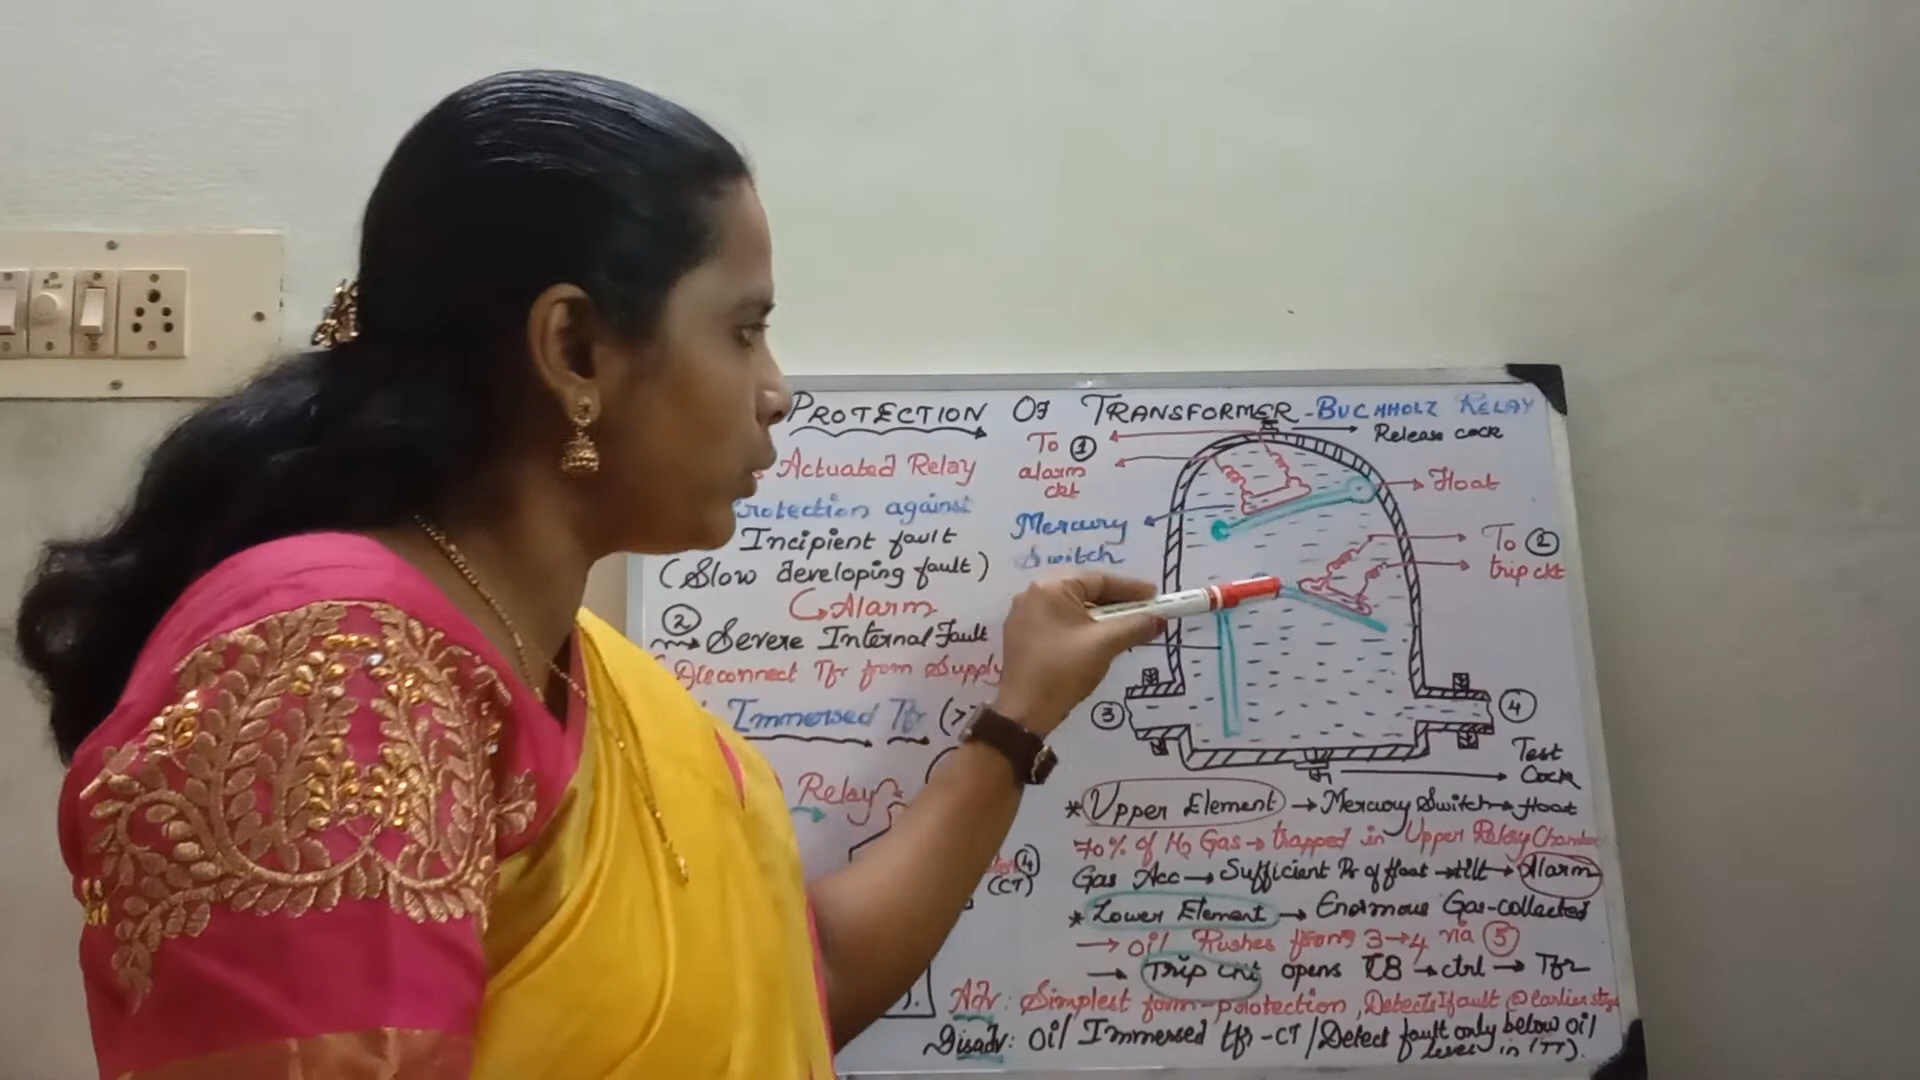 PROTECTION OF TRANSFORMER - BUCHHOLZ RELAY
Actuated Relay
Protection against
Incipient fault
(Slow developing fault)
Alarm
② → Severe Internal Fault
Disconnect Tfr from Supply
Immersed Tfr
Relay
④
(CT)
To ①
alarm
ckt
Mercury
Switch
Release cock
Float
To ②
trip ckt
③
④
Test
Cock
* Upper Element → Mercury Switch → float
70% of H2 Gas → trapped in Upper Relay Chamber
Gas Acc → Sufficient Pr of float → tilt → Alarm
* Lower Element → Enormous Gas-collected
→ Oil Rushes from 3→4 via ⑤
→ Trip ckt opens CB → ctrl → Tfr
Adv: Simplest form-protection, Detects fault @ earlier stage
Disadv: Oil Immersed tfr -CT / Detect fault only below oil
level in (TT).